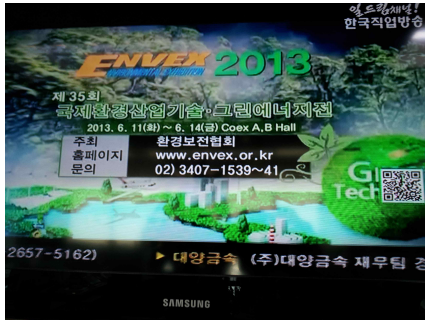 일드림채널!
한국직업방송
ENVEX 2013
ENVIRONMENTAL EXHIBITION
제 35회
국제환경산업기술·그린에너지전
2013. 6. 11(화) ~ 6. 14(금) Coex A,B Hall
주최 환경보전협회
홈페이지 www.envex.or.kr
문의 02) 3407-1539~41
Tech
2657-5162) ▶ 대양금속 (주)대양금속 재무팀
SAMSUNG